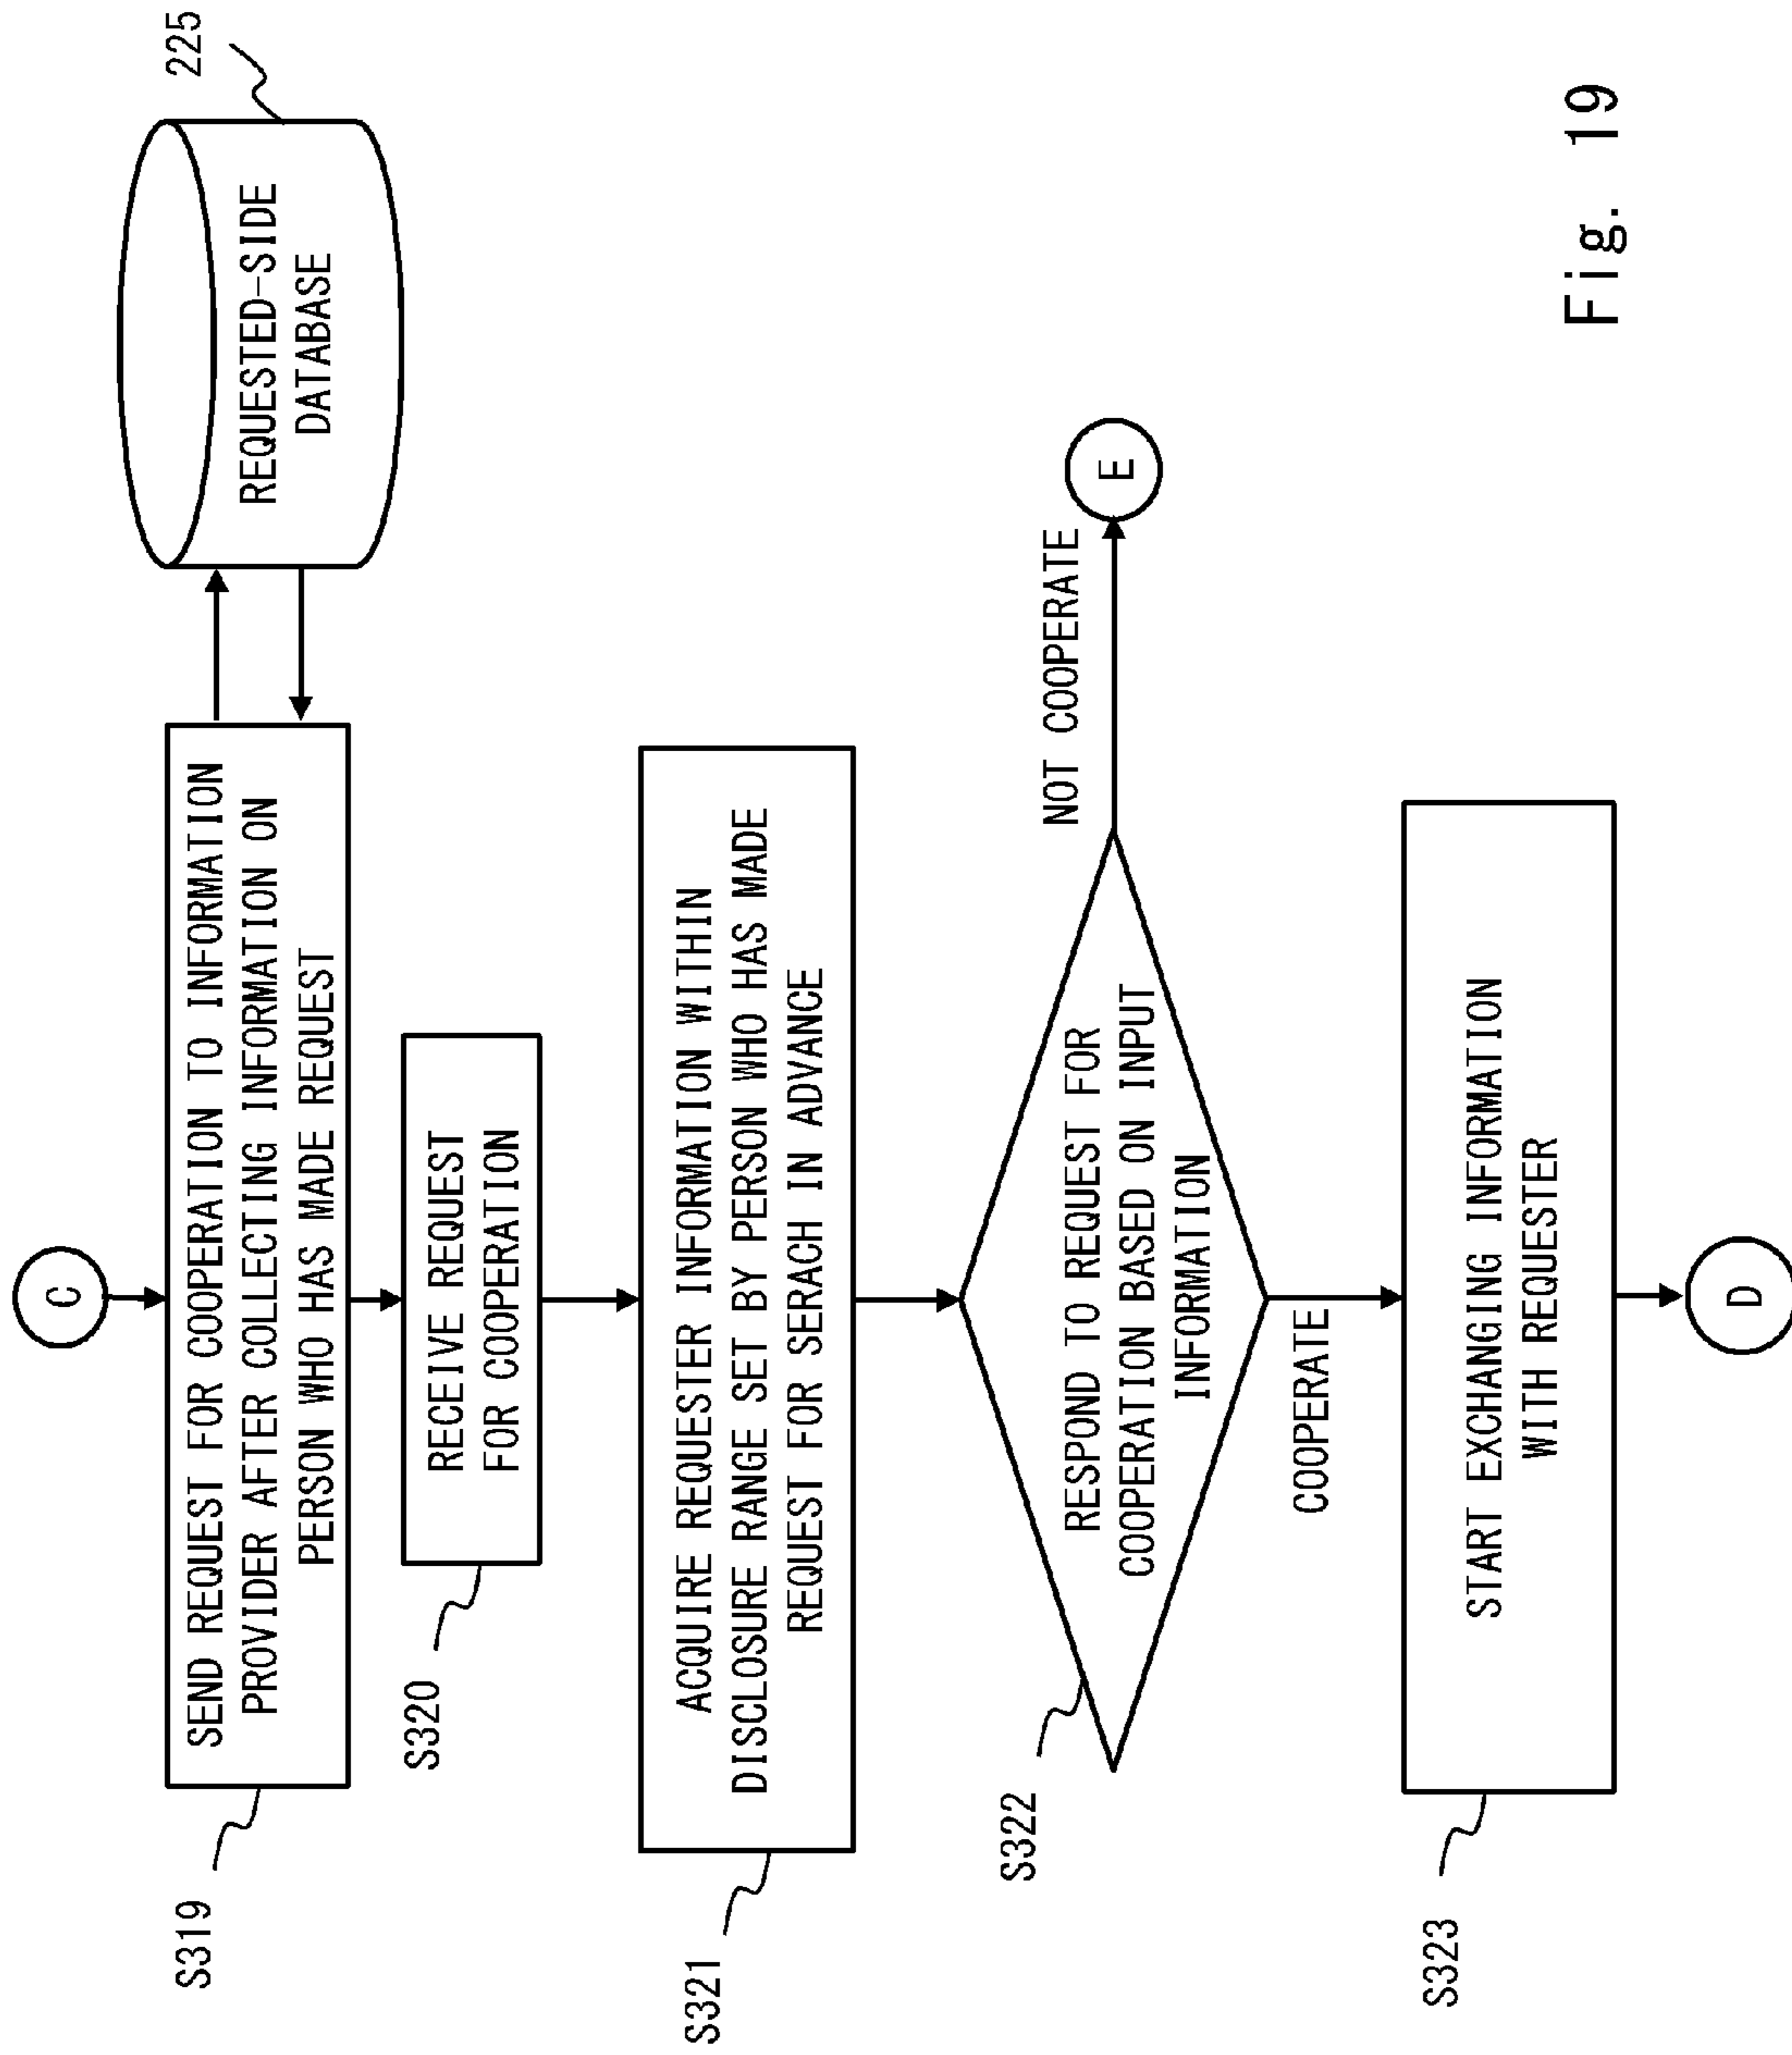 C
S319
SEND REQUEST FOR COOPERATION TO INFORMATION
PROVIDER AFTER COLLECTING INFORMATION ON
PERSON WHO HAS MADE REQUEST
225
REQUESTED-SIDE
DATABASE
S320
RECEIVE REQUEST
FOR COOPERATION
S321
ACQUIRE REQUESTER INFORMATION WITHIN
DISCLOSURE RANGE SET BY PERSON WHO HAS MADE
REQUEST FOR SERACH IN ADVANCE
S322
RESPOND TO REQUEST FOR
COOPERATION BASED ON INPUT
INFORMATION
NOT COOPERATE
E
COOPERATE
S323
START EXCHANGING INFORMATION
WITH REQUESTER
D
Fig. 19